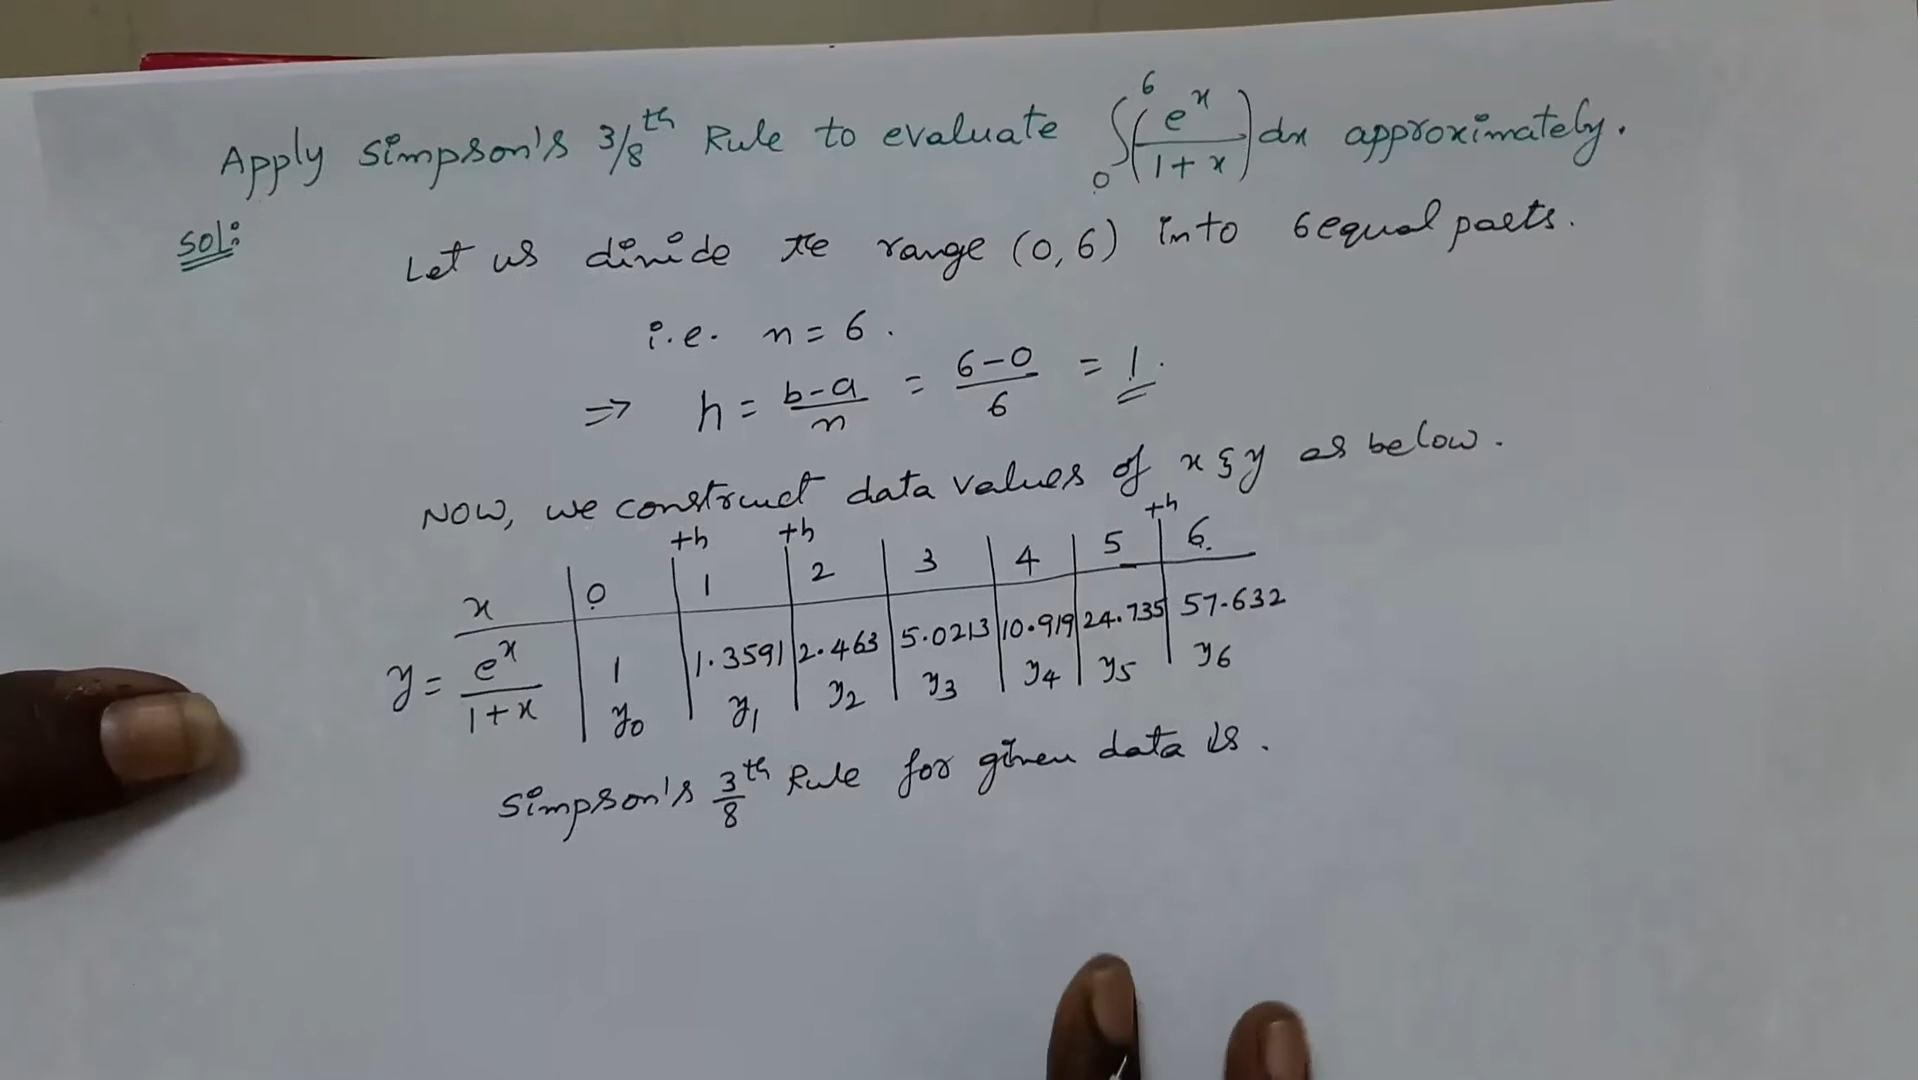 Apply Simpson's 3/8th Rule to evaluate ∫₀⁶ (eˣ/(1+x)) dx approximately.
Sol:
Let us divide the range (0,6) into 6 equal parts.
i.e. n = 6.
⇒ h = (b-a)/n = (6-0)/6 = 1.
NOW, we construct data values of x & y as below.
+h +h +h
x | 0 | 1 | 2 | 3 | 4 | 5 | 6.
y = eˣ/(1+x) | 1 | 1.3591 | 2.463 | 5.0213 | 10.919 | 24.735 | 57.632
y₀ y₁ y₂ y₃ y₄ y₅ y₆
Simpson's 3/8 th Rule for given data is.